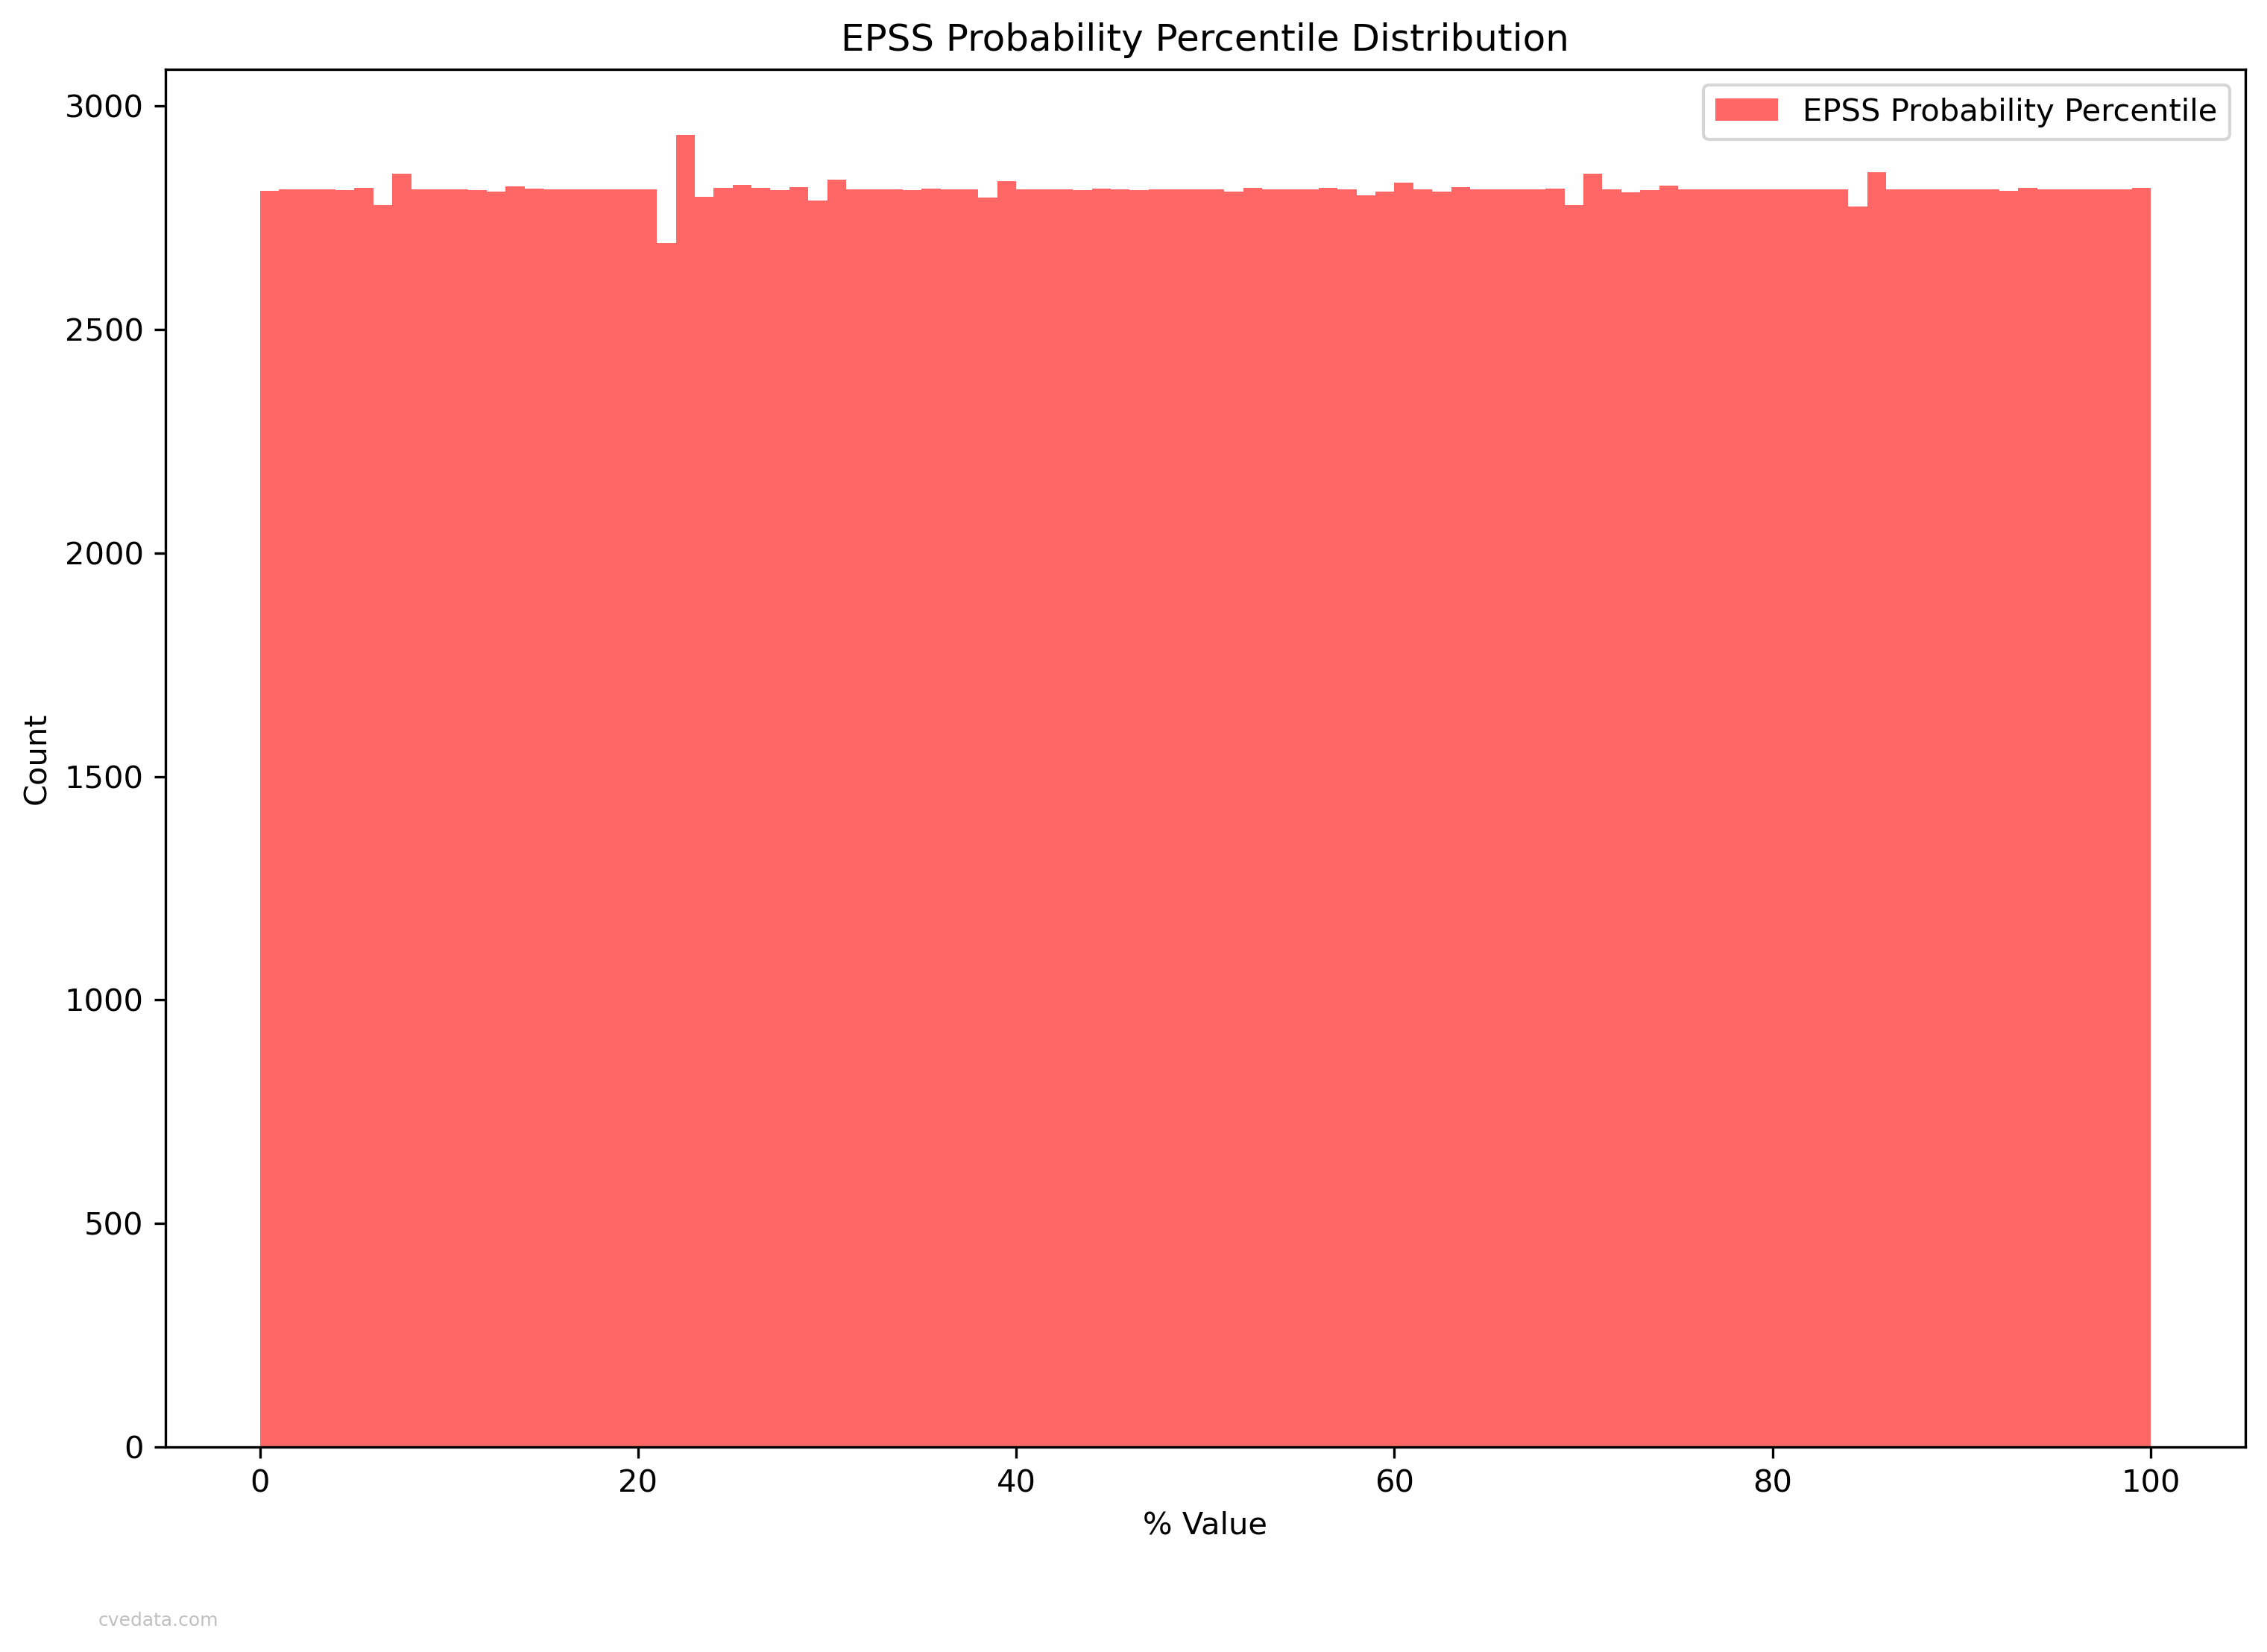 EPSS Probability Percentile Distribution
EPSS Probability Percentile
3000
2500
2000
1500
1000
500
0
Count
0 20 40 60 80 100
% Value
cvedata.com